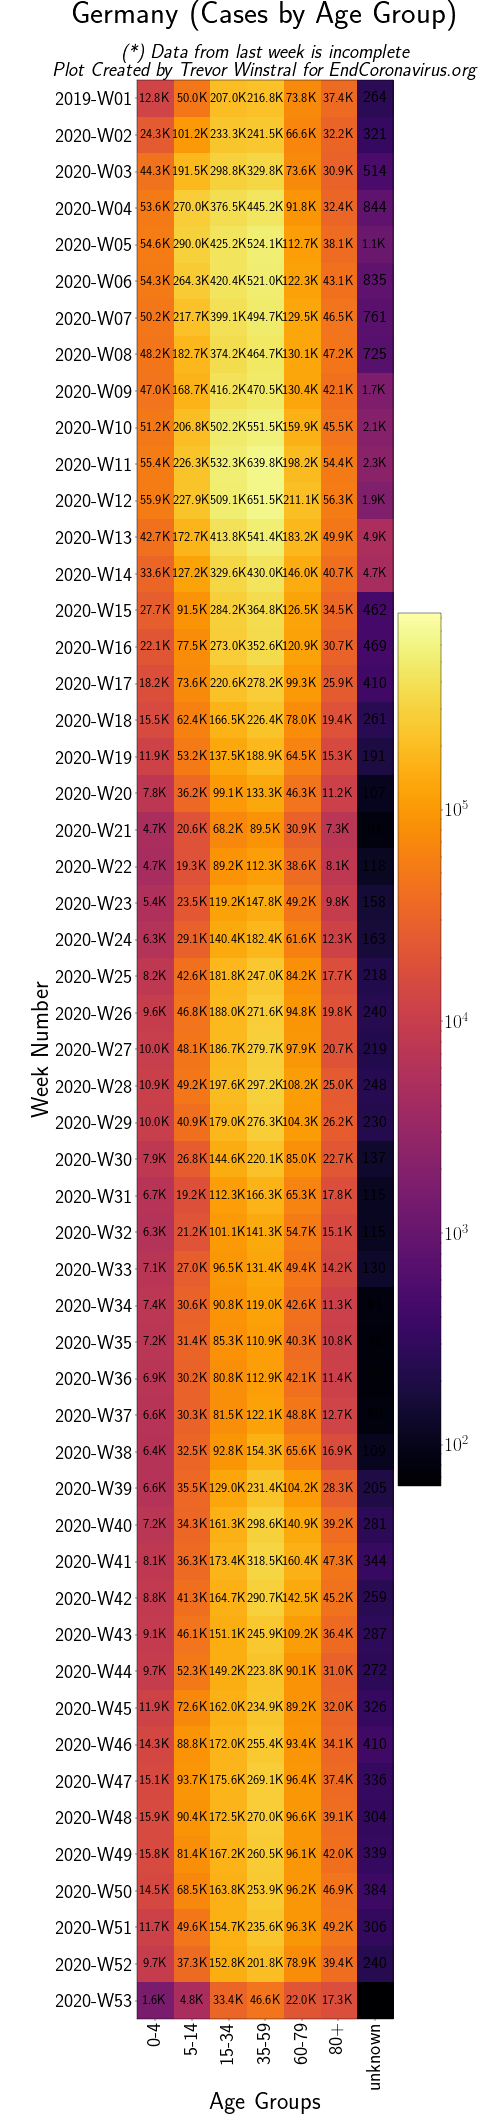 Germany (Cases by Age Group)
(*) Data from last week is incomplete
Plot Created by Trevor Winstral for EndCoronavirus.org
2019-W01 12.8K 50.0K 207.0K 216.8K 73.8K 37.4K 264
2020-W02 24.3K 101.2K 233.3K 241.5K 66.6K 32.2K 321
2020-W03 44.3K 191.5K 298.8K 329.8K 73.6K 30.9K 514
2020-W04 53.6K 270.0K 376.5K 445.2K 91.8K 32.4K 844
2020-W05 54.6K 290.0K 425.2K 524.1K 112.7K 38.1K 1.1K
2020-W06 54.3K 264.3K 420.4K 521.0K 122.3K 43.1K 835
2020-W07 50.2K 217.7K 399.1K 494.7K 129.5K 46.5K 761
2020-W08 48.2K 182.7K 374.2K 464.7K 130.1K 47.2K 725
2020-W09 47.0K 168.7K 416.2K 470.5K 130.4K 42.1K 1.7K
2020-W10 51.2K 206.8K 502.2K 551.5K 159.9K 45.5K 2.1K
2020-W11 55.4K 226.3K 532.3K 639.8K 198.2K 54.4K 2.3K
2020-W12 55.9K 227.9K 509.1K 651.5K 211.1K 56.3K 1.9K
2020-W13 42.7K 172.7K 413.8K 541.4K 183.2K 49.9K 4.9K
2020-W14 33.6K 127.2K 329.6K 430.0K 146.0K 40.7K 4.7K
2020-W15 27.7K 91.5K 284.2K 364.8K 126.5K 34.5K 462
2020-W16 22.1K 77.5K 273.0K 352.6K 120.9K 30.7K 469
2020-W17 18.2K 73.6K 220.6K 278.2K 99.3K 25.9K 410
2020-W18 15.5K 62.4K 166.5K 226.4K 78.0K 19.4K 261
2020-W19 11.9K 53.2K 137.5K 188.9K 64.5K 15.3K 191
2020-W20 7.8K 36.2K 99.1K 133.3K 46.3K 11.2K 107
2020-W21 4.7K 20.6K 68.2K 89.5K 30.9K 7.3K
2020-W22 4.7K 19.3K 89.2K 112.3K 38.6K 8.1K 118
2020-W23 5.4K 23.5K 119.2K 147.8K 49.2K 9.8K 158
2020-W24 6.3K 29.1K 140.4K 182.4K 61.6K 12.3K 163
2020-W25 8.2K 42.6K 181.8K 247.0K 84.2K 17.7K 218
2020-W26 9.6K 46.8K 188.0K 271.6K 94.8K 19.8K 240
2020-W27 10.0K 48.1K 186.7K 279.7K 97.9K 20.7K 219
2020-W28 10.9K 49.2K 197.6K 297.2K 108.2K 25.0K 248
2020-W29 10.0K 40.9K 179.0K 276.3K 104.3K 26.2K 230
2020-W30 7.9K 26.8K 144.6K 220.1K 85.0K 22.7K 137
2020-W31 6.7K 19.2K 112.3K 166.3K 65.3K 17.8K 115
2020-W32 6.3K 21.2K 101.1K 141.3K 54.7K 15.1K 115
2020-W33 7.1K 27.0K 96.5K 131.4K 49.4K 14.2K 130
2020-W34 7.4K 30.6K 90.8K 119.0K 42.6K 11.3K
2020-W35 7.2K 31.4K 85.3K 110.9K 40.3K 10.8K
2020-W36 6.9K 30.2K 80.8K 112.9K 42.1K 11.4K
2020-W37 6.6K 30.3K 81.5K 122.1K 48.8K 12.7K
2020-W38 6.4K 32.5K 92.8K 154.3K 65.6K 16.9K 109
2020-W39 6.6K 35.5K 129.0K 231.4K 104.2K 28.3K 205
2020-W40 7.2K 34.3K 161.3K 298.6K 140.9K 39.2K 281
2020-W41 8.1K 36.3K 173.4K 318.5K 160.4K 47.3K 344
2020-W42 8.8K 41.3K 164.7K 290.7K 142.5K 45.2K 259
2020-W43 9.1K 46.1K 151.1K 245.9K 109.2K 36.4K 287
2020-W44 9.7K 52.3K 149.2K 223.8K 90.1K 31.0K 272
2020-W45 11.9K 72.6K 162.0K 234.9K 89.2K 32.0K 326
2020-W46 14.3K 88.8K 172.0K 255.4K 93.4K 34.1K 410
2020-W47 15.1K 93.7K 175.6K 269.1K 96.4K 37.4K 336
2020-W48 15.9K 90.4K 172.5K 270.0K 96.6K 39.1K 304
2020-W49 15.8K 81.4K 167.2K 260.5K 96.1K 42.0K 339
2020-W50 14.5K 68.5K 163.8K 253.9K 96.2K 46.9K 384
2020-W51 11.7K 49.6K 154.7K 235.6K 96.3K 49.2K 306
2020-W52 9.7K 37.3K 152.8K 201.8K 78.9K 39.4K 240
2020-W53 1.6K 4.8K 33.4K 46.6K 22.0K 17.3K
0-4 5-14 15-34 35-59 60-79 80+ unknown
Age Groups
Week Number
10^5
10^4
10^3
10^2